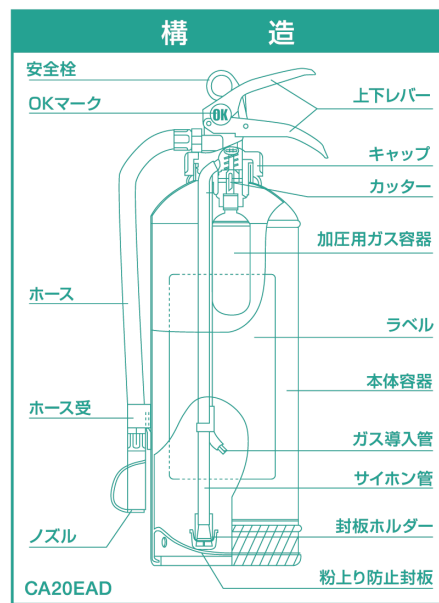 構造
安全栓
OKマーク
OK
上下レバー
キャップ
カッター
加圧用ガス容器
ホース
ラベル
本体容器
ホース受
ガス導入管
サイホン管
封板ホルダー
ノズル
粉上り防止封板
CA20EAD